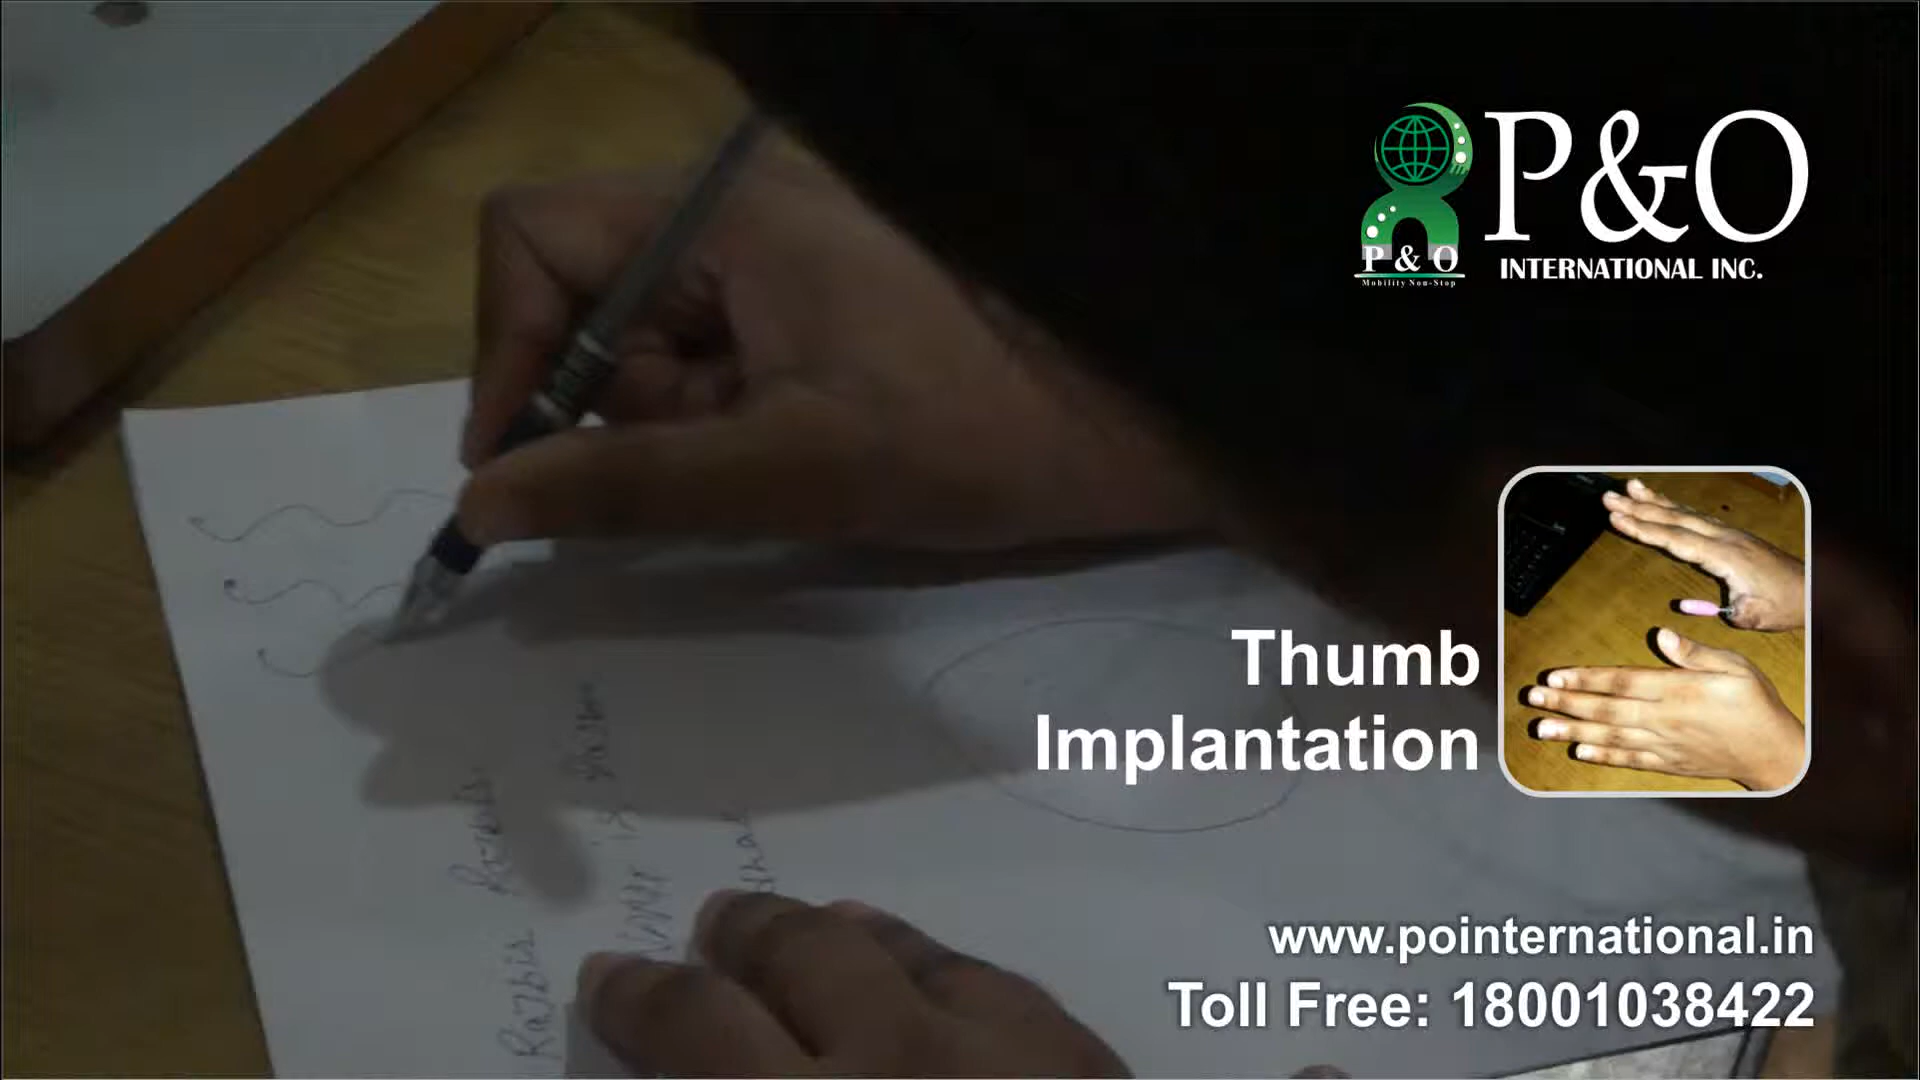 P&O
INTERNATIONAL INC.
P & O
Mobility Non-Stop
Thumb
Implantation
www.pointernational.in
Toll Free: 18001038422